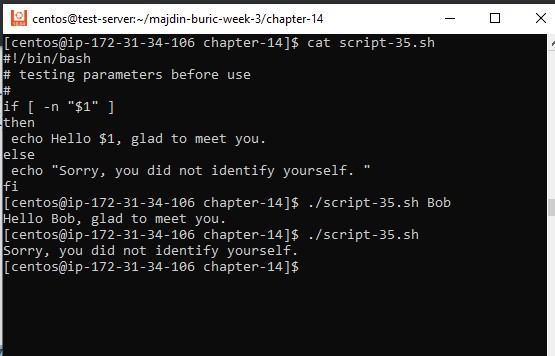 centos@test-server:~/majdin-buric-week-3/chapter-14
[centos@ip-172-31-34-106 chapter-14]$ cat script-35.sh
#!/bin/bash
# testing parameters before use
#
if [ -n "$1" ]
then
 echo Hello $1, glad to meet you.
else
 echo "Sorry, you did not identify yourself. "
fi
[centos@ip-172-31-34-106 chapter-14]$ ./script-35.sh Bob
Hello Bob, glad to meet you.
[centos@ip-172-31-34-106 chapter-14]$ ./script-35.sh
Sorry, you did not identify yourself.
[centos@ip-172-31-34-106 chapter-14]$